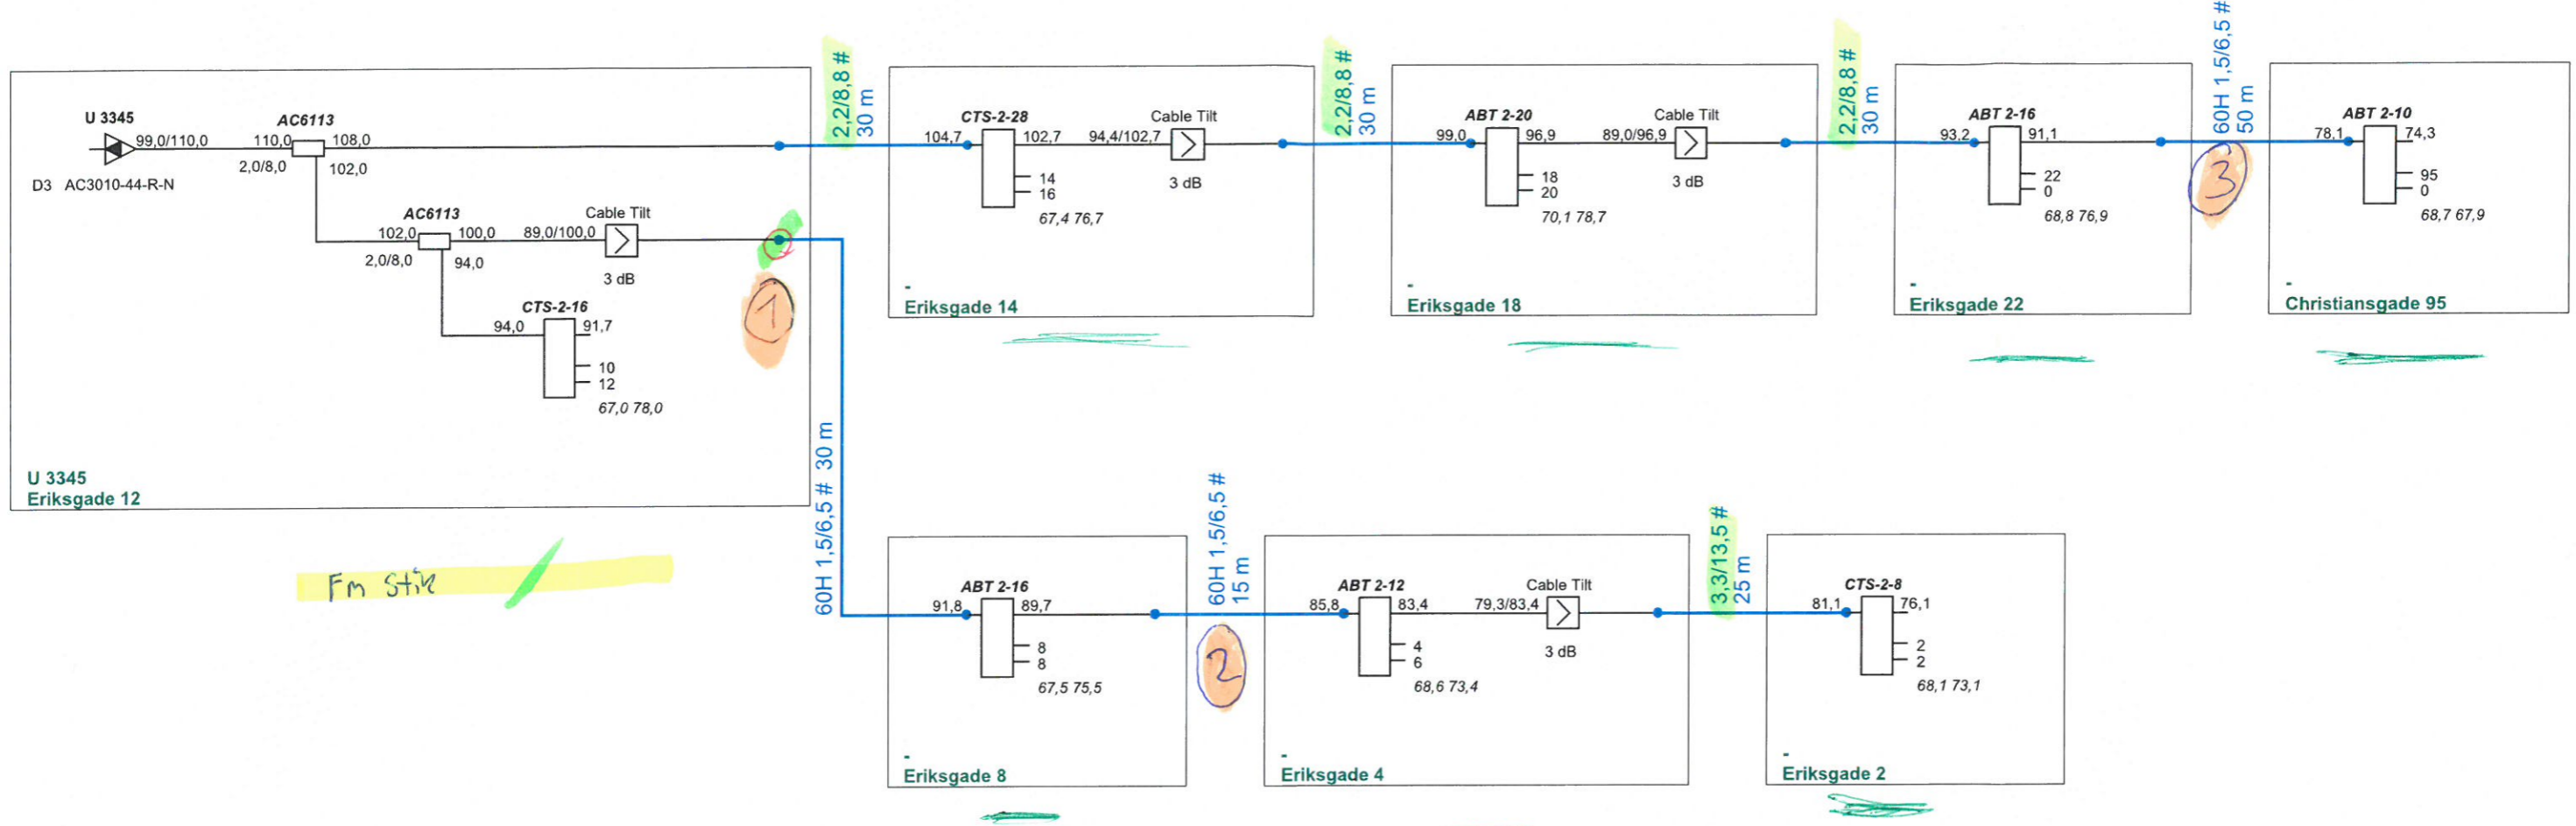 U 3345
99,0/110,0
D3 AC3010-44-R-N
AC6113
110,0
108,0
2,0/8,0
102,0
AC6113
102,0
100,0
2,0/8,0
94,0
89,0/100,0
Cable Tilt
3 dB
CTS-2-16
94,0
91,7
10
12
67,0 78,0
1
U 3345
Eriksgade 12
2,2/8,8 #
30 m
CTS-2-28
104,7
102,7
94,4/102,7
Cable Tilt
3 dB
14
16
67,4 76,7
-
Eriksgade 14
2,2/8,8 #
30 m
ABT 2-20
99,0
96,9
89,0/96,9
Cable Tilt
3 dB
18
20
70,1 78,7
-
Eriksgade 18
2,2/8,8 #
30 m
ABT 2-16
93,2
91,1
22
0
68,8 76,9
-
Eriksgade 22
60H 1,5/6,5 #
50 m
3
ABT 2-10
78,1
74,3
95
0
68,7 67,9
-
Christiansgade 95
Fm Stik
60H 1,5/6,5 # 30 m
ABT 2-16
91,8
89,7
8
8
67,5 75,5
-
Eriksgade 8
60H 1,5/6,5 #
15 m
2
ABT 2-12
85,8
83,4
79,3/83,4
Cable Tilt
3 dB
4
6
68,6 73,4
-
Eriksgade 4
3,3/13,5 #
25 m
CTS-2-8
81,1
76,1
2
2
68,1 73,1
-
Eriksgade 2